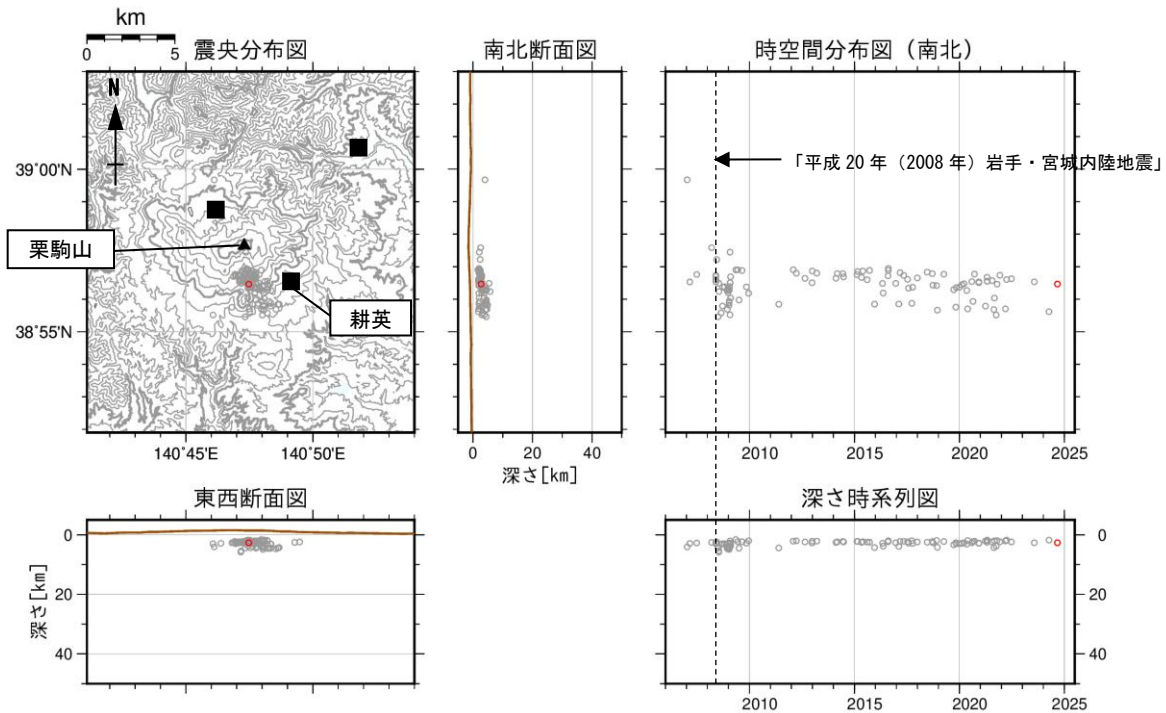 km
0 5
震央分布図
N
39°00'N
38°55'N
140°45'E 140°50'E
栗駒山
耕英
南北断面図
0 20 40
深さ[km]
時空間分布図（南北）
「平成 20 年（2008 年）岩手・宮城内陸地震」
2010 2015 2020 2025
東西断面図
0
20
40
深さ[km]
深さ時系列図
0
20
40
2010 2015 2020 2025